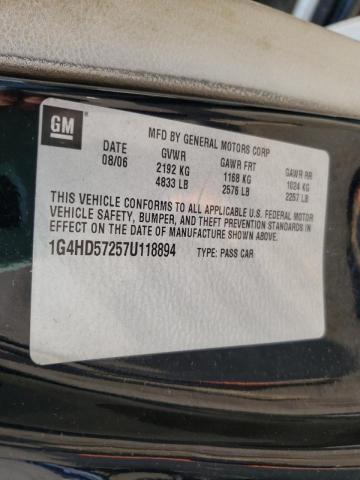 GM
MFD BY GENERAL MOTORS CORP
DATE GVWR GAWR FRT GAWR RR
08/06 2192 KG 1168 KG 1024 KG
4833 LB 2576 LB 2257 LB
THIS VEHICLE CONFORMS TO ALL APPLICABLE U.S. FEDERAL MOTOR
VEHICLE SAFETY, BUMPER, AND THEFT PREVENTION STANDARDS IN
EFFECT ON THE DATE OF MANUFACTURE SHOWN ABOVE.
1G4HD57257U118894 TYPE: PASS CAR